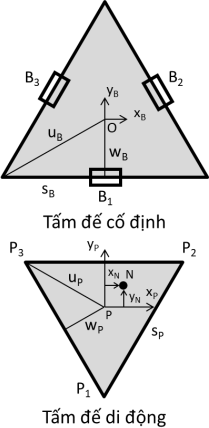 B3
B2
yB
xB
O
uB
wB
sB
B1
Tấm đế cố định
yP
P3
P2
xN
N
uP
yN
xP
P
wP
sP
P1
Tấm đế di động